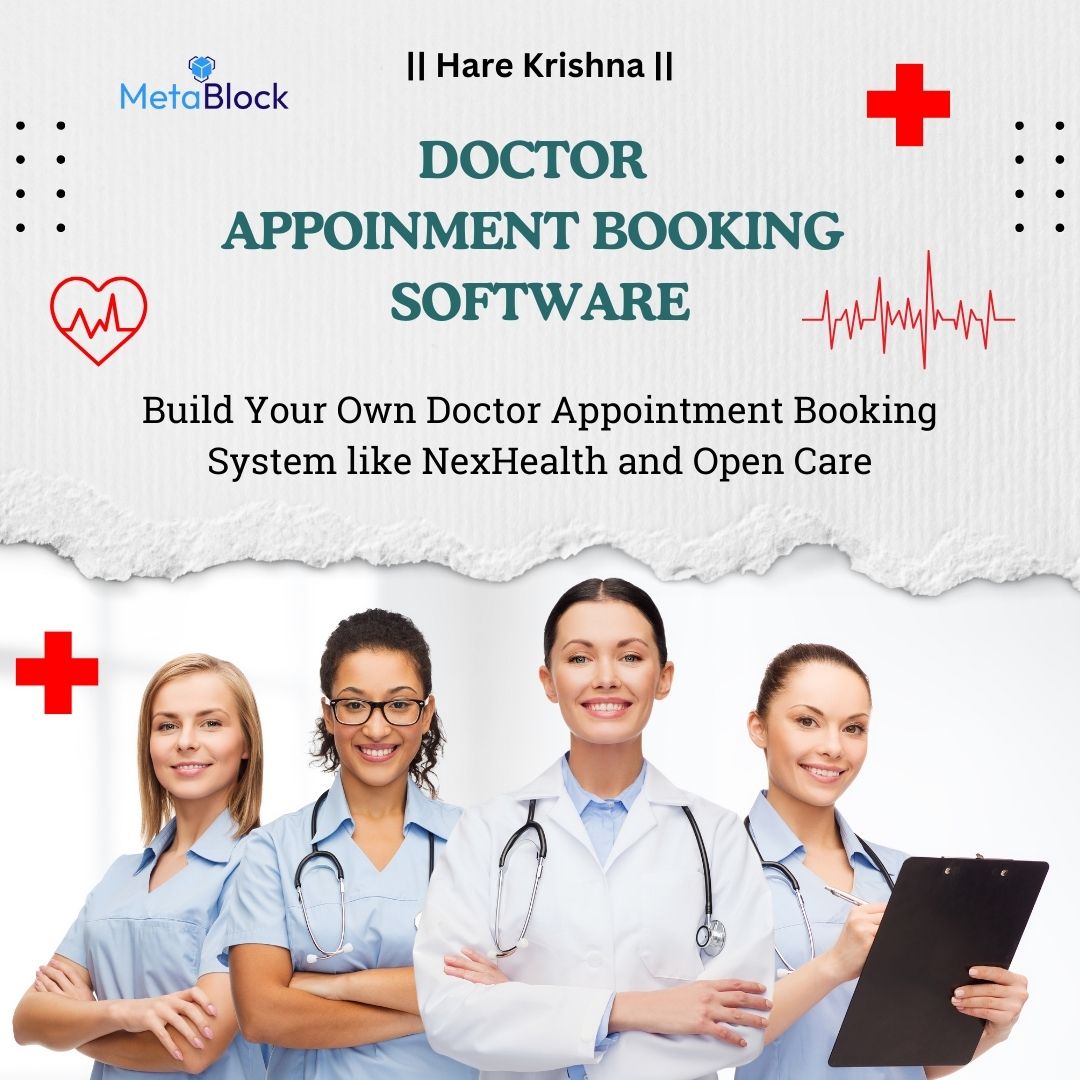 || Hare Krishna ||
MetaBlock
DOCTOR
APPOINMENT BOOKING
SOFTWARE
Build Your Own Doctor Appointment Booking
System like NexHealth and Open Care